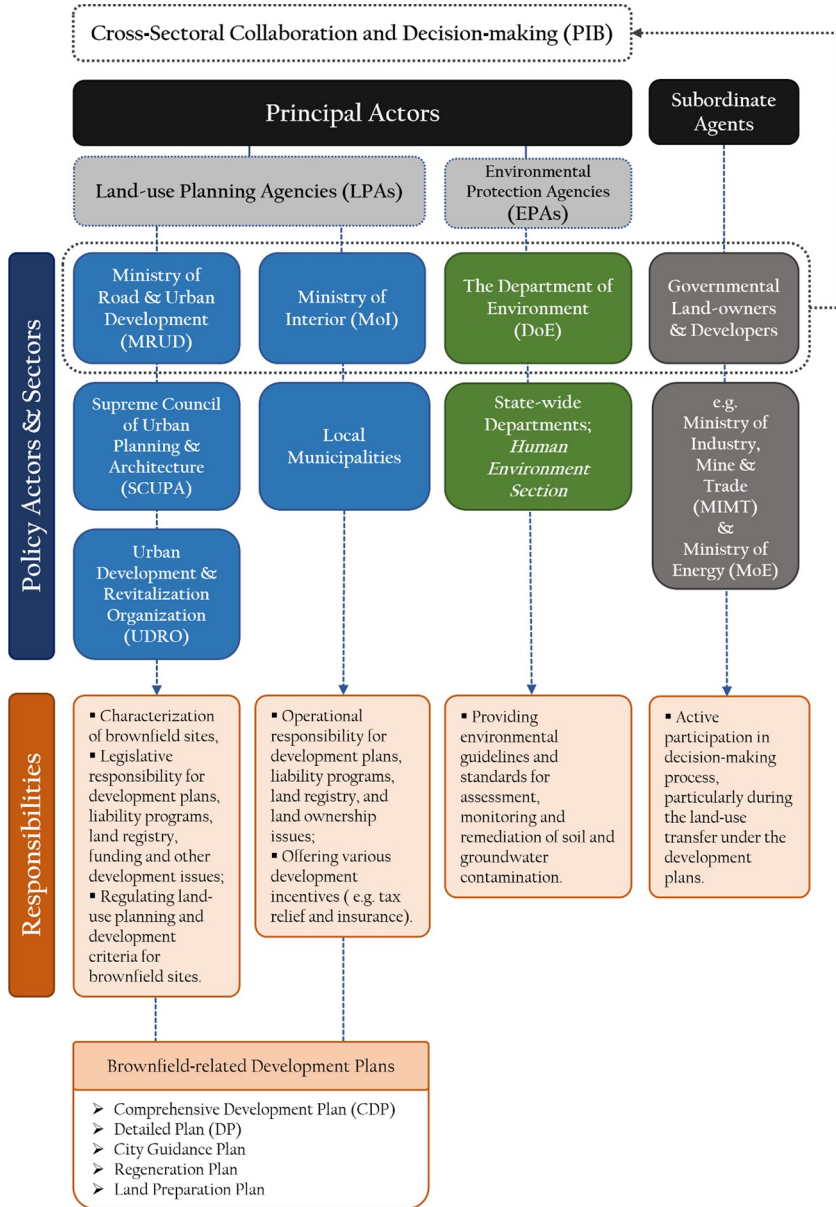 Cross-Sectoral Collaboration and Decision-making (PIB)
Principal Actors
Subordinate
Agents
Land-use Planning Agencies (LPAs)
Environmental
Protection Agencies
(EPAs)
Policy Actors & Sectors
Ministry of
Road & Urban
Development
(MRUD)
Ministry of
Interior (MoI)
The Department of
Environment
(DoE)
Governmental
Land-owners
& Developers
Supreme Council
of Urban
Planning &
Architecture
(SCUPA)
Local
Municipalities
State-wide
Departments;
Human
Environment
Section
e.g.
Ministry of
Industry,
Mine &
Trade
(MIMT)
&
Ministry of
Energy (MoE)
Urban
Development &
Revitalization
Organization
(UDRO)
Responsibilities
▪ Characterization
of brownfield sites,
▪ Legislative
responsibility for
development plans,
liability programs,
land registry,
funding and other
development issues;
▪ Regulating land-
use planning and
development
criteria for
brownfield sites.
▪ Operational
responsibility for
development plans,
liability programs,
land registry, and
land ownership
issues;
▪ Offering various
development
incentives ( e.g. tax
relief and insurance).
▪ Providing
environmental
guidelines and
standards for
assessment,
monitoring and
remediation of soil and
groundwater
contamination.
▪ Active
participation in
decision-making
process,
particularly during
the land-use
transfer under the
development
plans.
Brownfield-related Development Plans
➢ Comprehensive Development Plan (CDP)
➢ Detailed Plan (DP)
➢ City Guidance Plan
➢ Regeneration Plan
➢ Land Preparation Plan